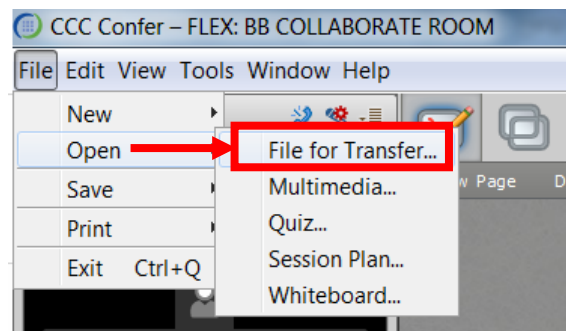 CCC Confer – FLEX: BB COLLABORATE ROOM
File Edit View Tools Window Help
New
Open
Save
Print
Exit Ctrl+Q
File for Transfer...
Multimedia...
Quiz...
Session Plan...
Whiteboard...
Page